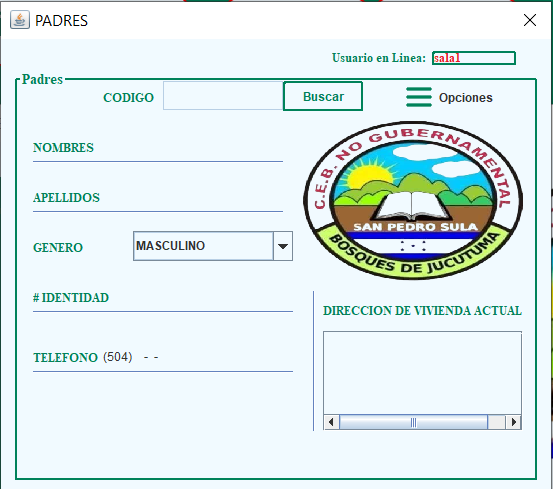 PADRES
Usuario en Linea: sala1
Padres
CODIGO Buscar Opciones
NOMBRES
APELLIDOS
GENERO MASCULINO
C.E.B. NO GUBERNAMENTAL
SAN PEDRO SULA
BOSQUES DE JUCUTUMA
# IDENTIDAD
DIRECCION DE VIVIENDA ACTUAL
TELEFONO (504) - -